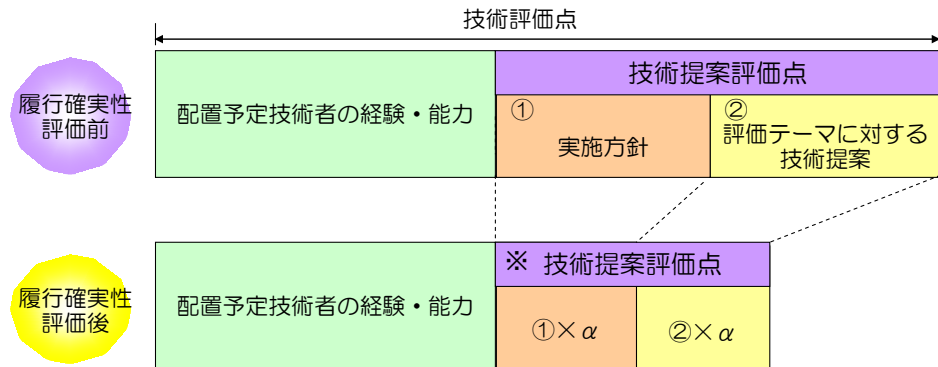 技術評価点
履行確実性
評価前
配置予定技術者の経験・能力
技術提案評価点
①
実施方針
②
評価テーマに対する
技術提案
履行確実性
評価後
配置予定技術者の経験・能力
※ 技術提案評価点
①×α
②×α